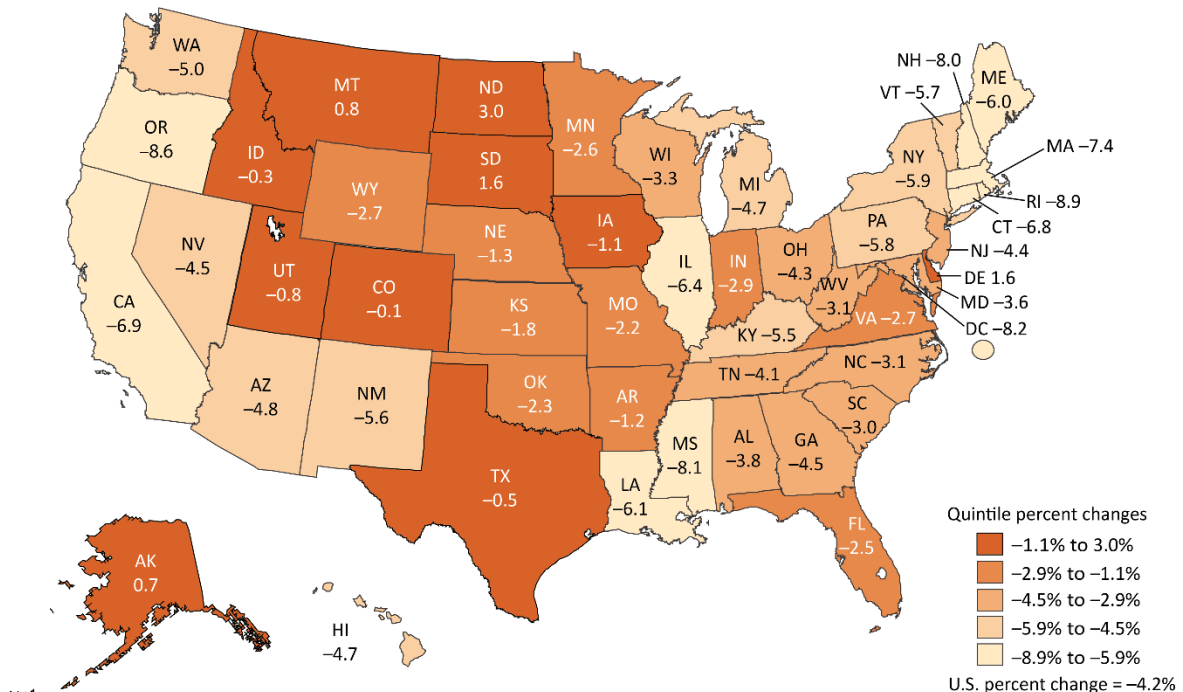 WA
–5.0
MT
0.8
ND
3.0
MN
–2.6
NH –8.0
VT –5.7
ME
–6.0
OR
–8.6
ID
–0.3
SD
1.6
WI
–3.3
MI
–4.7
NY
–5.9
MA –7.4
WY
–2.7
IA
–1.1
PA
–5.8
RI –8.9
CT –6.8
NJ –4.4
NV
–4.5
UT
–0.8
NE
–1.3
IL
–6.4
IN
–2.9
OH
–4.3
DE 1.6
MD –3.6
DC –8.2
CA
–6.9
CO
–0.1
KS
–1.8
MO
–2.2
WV
–3.1
VA –2.7
KY –5.5
AZ
–4.8
NM
–5.6
OK
–2.3
AR
–1.2
TN –4.1
NC –3.1
SC
–3.0
TX
–0.5
LA
–6.1
MS
–8.1
AL
–3.8
GA
–4.5
FL
–2.5
AK
0.7
HI
–4.7
Quintile percent changes
–1.1% to 3.0%
–2.9% to –1.1%
–4.5% to –2.9%
–5.9% to –4.5%
–8.9% to –5.9%
U.S. percent change = –4.2%